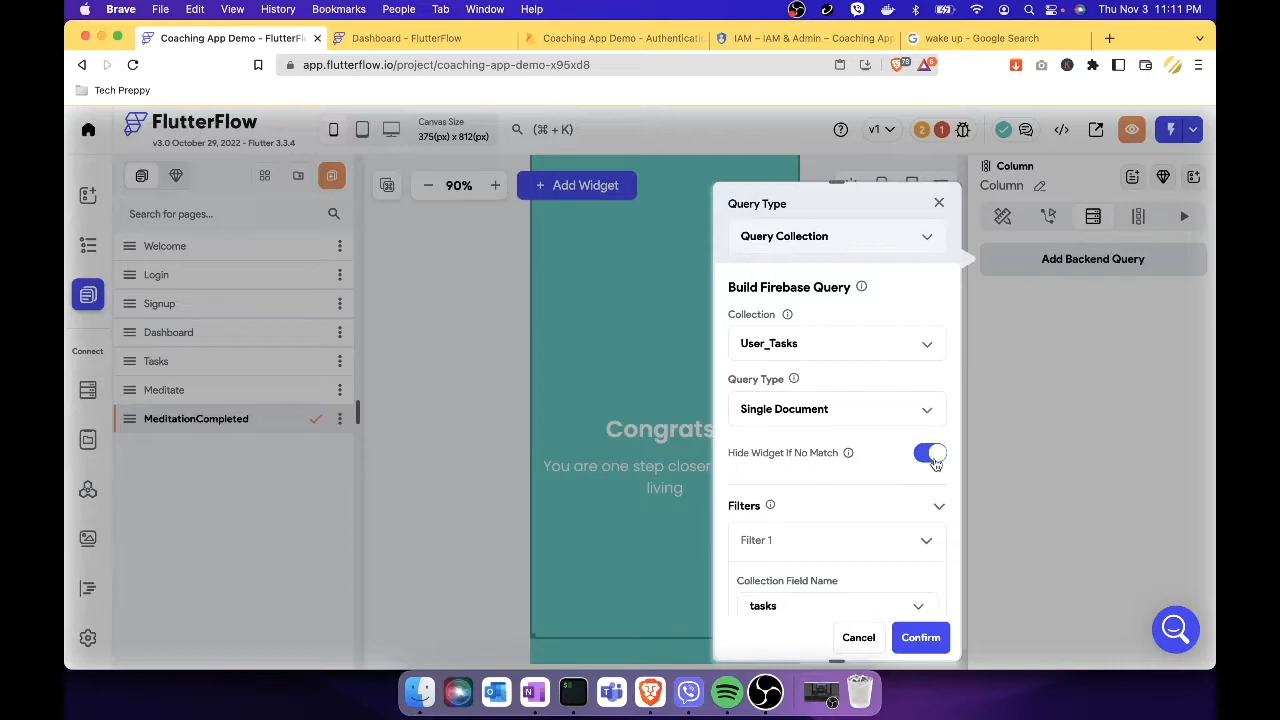 Brave File Edit View History Bookmarks People Tab Window Help Thu Nov 3 11:11 PM
Coaching App Demo - FlutterFl Dashboard - FlutterFlow Coaching App Demo - Authenticati IAM – IAM & Admin – Coaching Ap wake up - Google Search
app.flutterflow.io/project/coaching-app-demo-x95xd8 78 6
Tech Preppy
FlutterFlow
v3.0 October 29, 2022 - Flutter 3.3.4
Canvas Size
375(px) x 812(px)
(⌘ + K)
v1
2 1
Search for pages...
Welcome
Login
Signup
Dashboard
Tasks
Meditate
MeditationCompleted
Connect
90%
+ Add Widget
Congrats
You are one step closer
living
Query Type
Query Collection
Build Firebase Query
Collection
User_Tasks
Query Type
Single Document
Hide Widget If No Match
Filters
Filter 1
Collection Field Name
tasks
Cancel Confirm
Column
Column
Add Backend Query